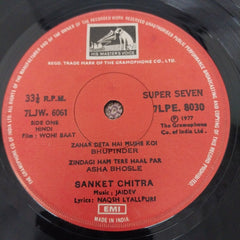 HIS MASTER'S VOICE
REGD. TRADE MARK OF THE GRAMOPHONE CO. LTD.
33⅓ R.P.M.
SUPER SEVEN
7LJW. 6061
7LPE. 8030
SIDE ONE
HINDI
Film : WOHI BAAT
℗ 1977
The Gramophone
Co. of India Ltd.
ZAHAR DETA HAI MUJHE KOI
BHUPINDER
ZINDAGI HAM TERE HAAL PAR
ASHA BHOSLE
SANKET CHITRA
Music : JAIDEV
Lyrics: NAQSH LYALLPURI
EMI
MADE IN INDIA